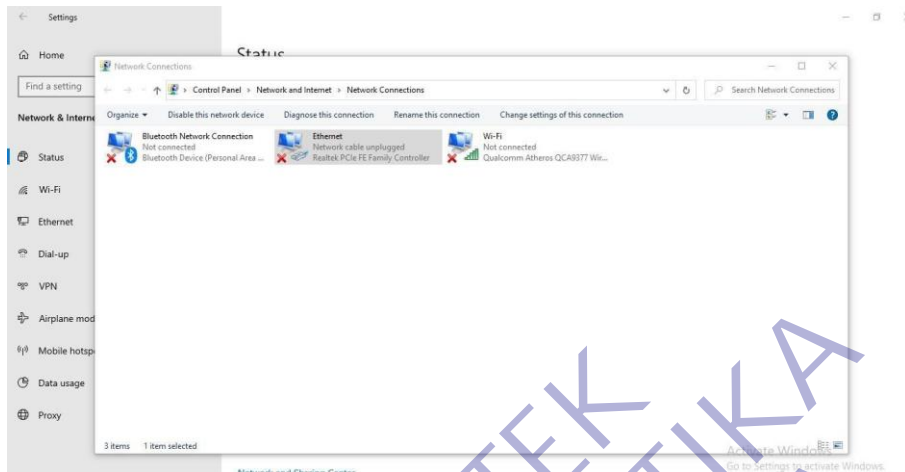 Settings
Home
Status
Find a setting
Network & Interne
Status
Wi-Fi
Ethernet
Dial-up
VPN
Airplane mod
Mobile hotsp
Data usage
Proxy
Network Connections
Control Panel › Network and Internet › Network Connections
Search Network Connections
Organize
Disable this network device
Diagnose this connection
Rename this connection
Change settings of this connection
Bluetooth Network Connection
Not connected
Bluetooth Device (Personal Area ...
Ethernet
Network cable unplugged
Realtek PCIe FE Family Controller
Wi-Fi
Not connected
Qualcomm Atheros QCA9377 Wir...
3 items
1 item selected
Network and Sharing Center
Activate Windows
Go to Settings to activate Windows.
TEK
TIKA